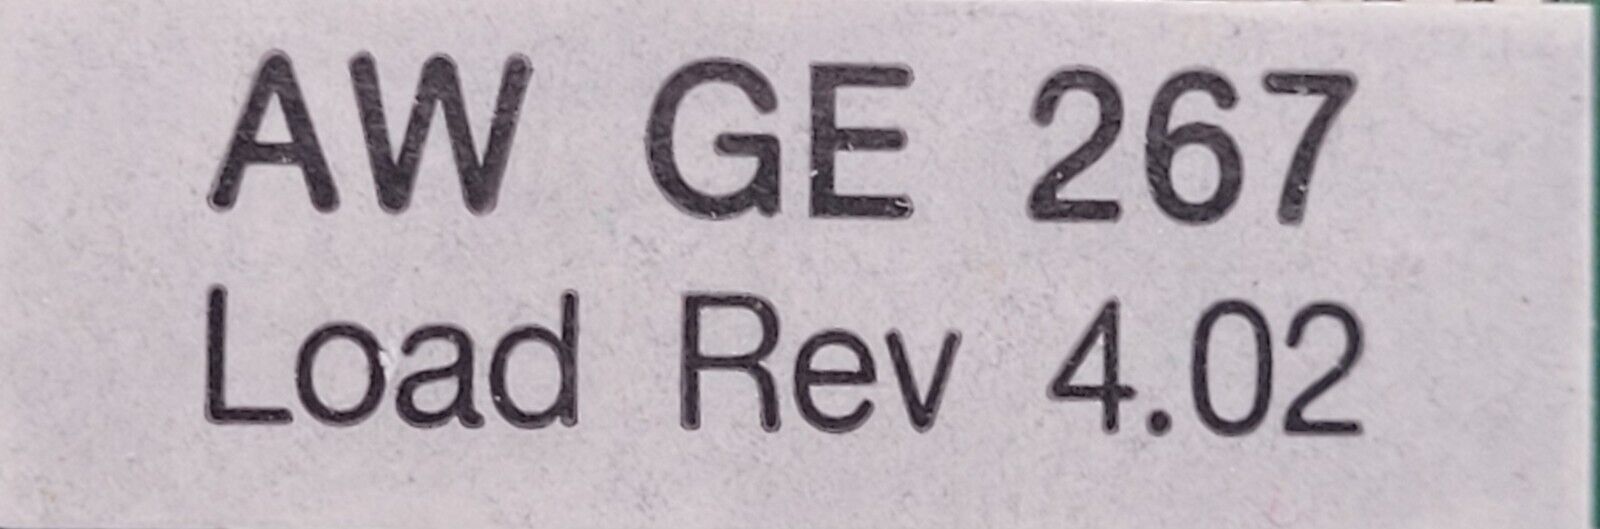 AW GE 267
Load Rev 4.02